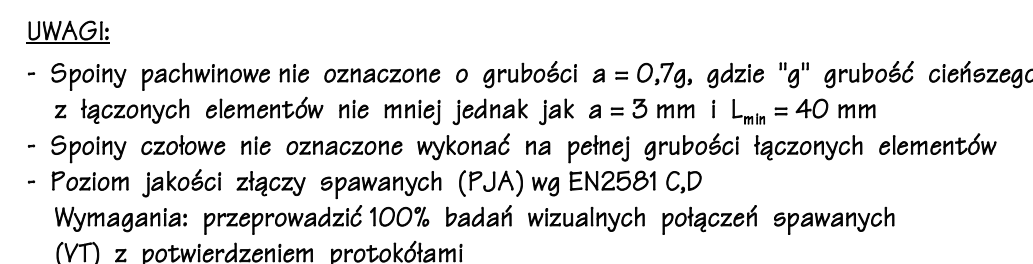 UWAGI:
- Spoiny pachwinowe nie oznaczone o grubości a = 0,7g, gdzie "g" grubość cieńszego
z łączonych elementów nie mniej jednak jak a = 3 mm i Lmin = 40 mm
- Spoiny czołowe nie oznaczone wykonać na pełnej grubości łączonych elementów
- Poziom jakości złączy spawanych (PJA) wg EN2581 C,D
Wymagania: przeprowadzić 100% badań wizualnych połączeń spawanych
(VT) z potwierdzeniem protokółami